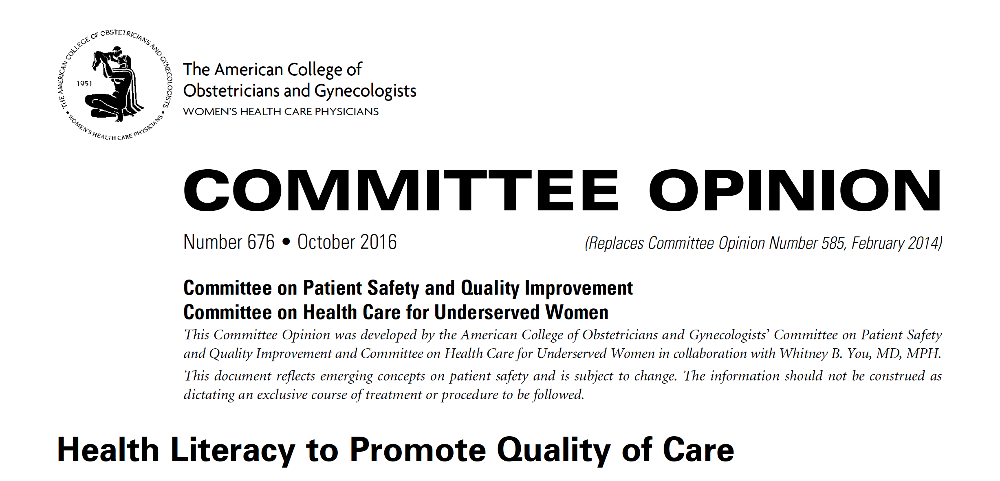 THE AMERICAN COLLEGE OF OBSTETRICIANS AND GYNECOLOGISTS
• WOMEN'S HEALTH CARE PHYSICIANS •
1951
The American College of
Obstetricians and Gynecologists
WOMEN’S HEALTH CARE PHYSICIANS
COMMITTEE OPINION
Number 676 • October 2016
(Replaces Committee Opinion Number 585, February 2014)
Committee on Patient Safety and Quality Improvement
Committee on Health Care for Underserved Women
This Committee Opinion was developed by the American College of Obstetricians and Gynecologists’ Committee on Patient Safety
and Quality Improvement and Committee on Health Care for Underserved Women in collaboration with Whitney B. You, MD, MPH.
This document reflects emerging concepts on patient safety and is subject to change. The information should not be construed as
dictating an exclusive course of treatment or procedure to be followed.
Health Literacy to Promote Quality of Care